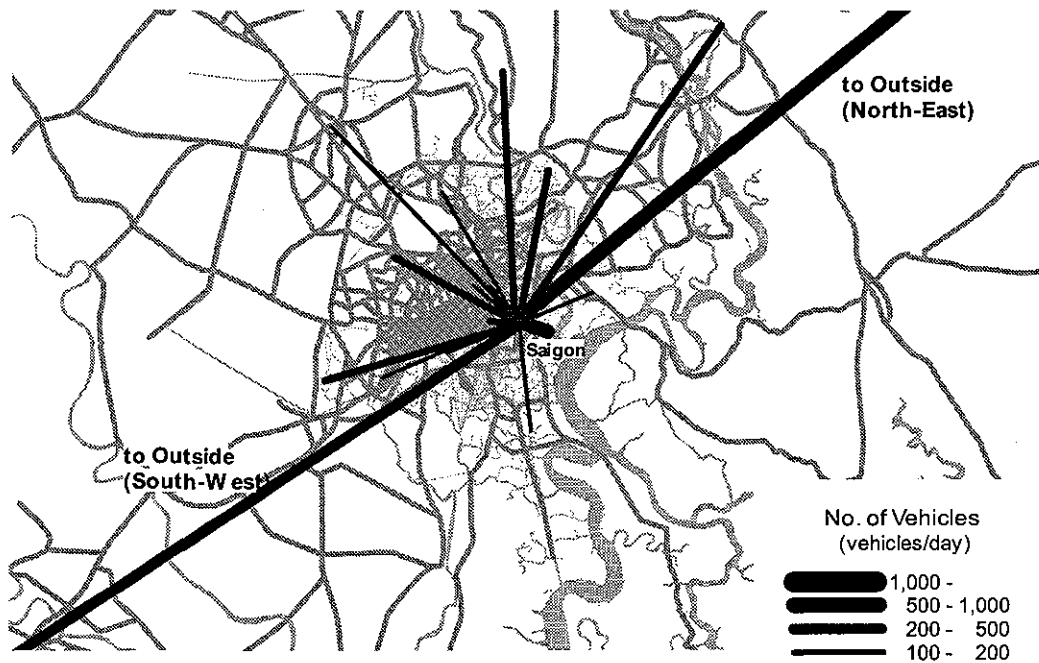 to Outside
(North-East)
Saigon
to Outside
(South-West)
No. of Vehicles
(vehicles/day)
1,000 -
500 - 1,000
200 - 500
100 - 200